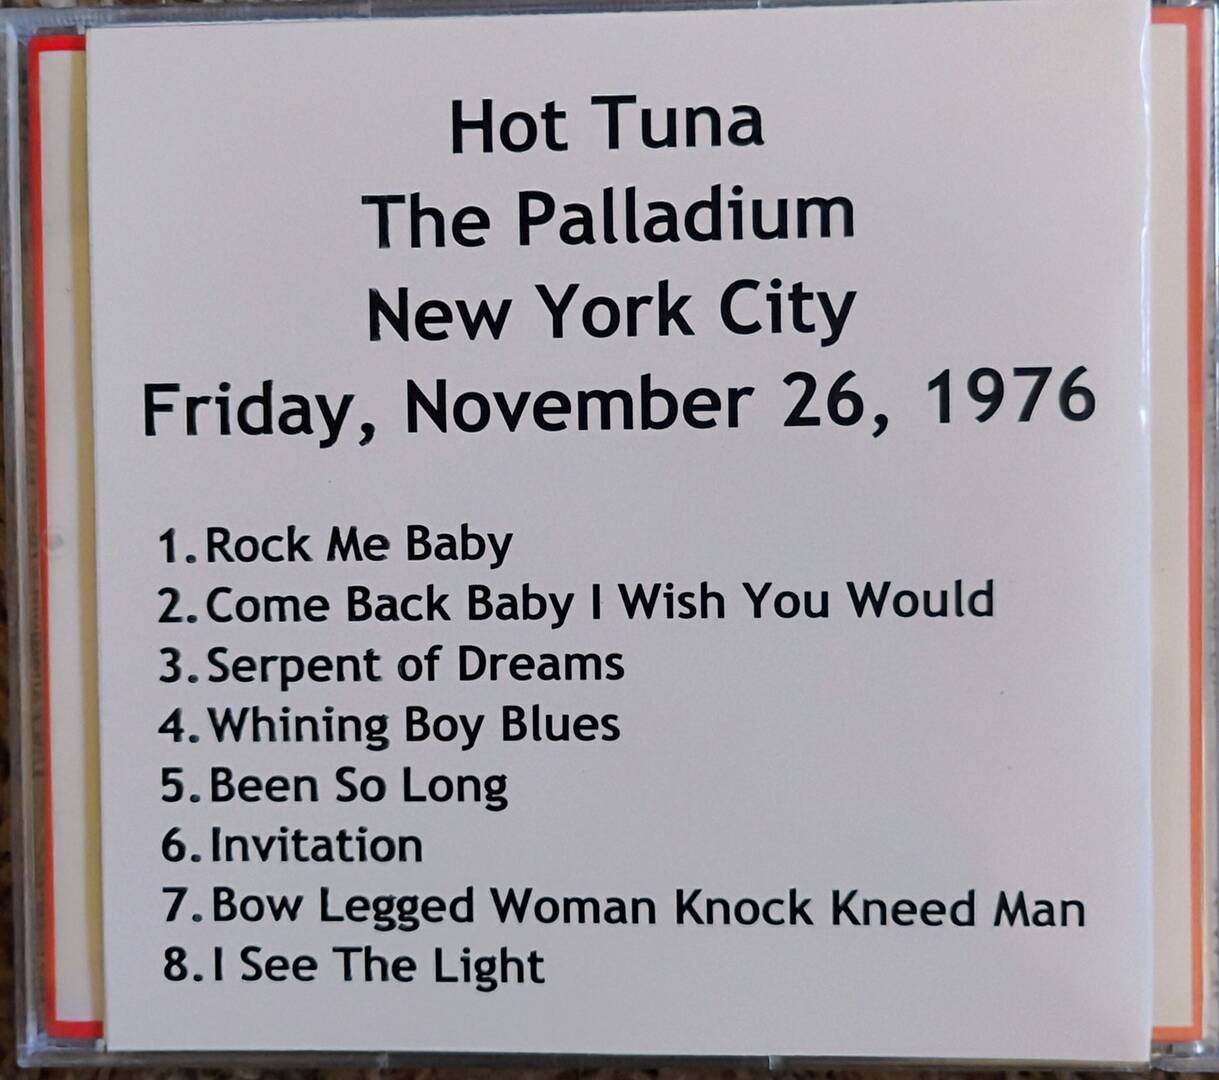 Hot Tuna
The Palladium
New York City
Friday, November 26, 1976
1. Rock Me Baby
2. Come Back Baby I Wish You Would
3. Serpent of Dreams
4. Whining Boy Blues
5. Been So Long
6. Invitation
7. Bow Legged Woman Knock Kneed Man
8. I See The Light